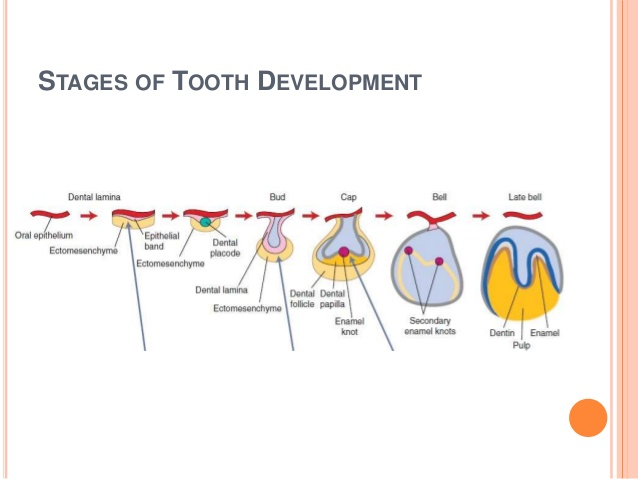 STAGES OF TOOTH DEVELOPMENT
Dental lamina
Bud
Cap
Bell
Late bell
Oral epithelium
Ectomesenchyme
Epithelial
band
Ectomesenchyme
Dental
placode
Dental lamina
Ectomesenchyme
Dental
follicle
Dental
papilla
Enamel
knot
Secondary
enamel knots
Dentin
Enamel
Pulp